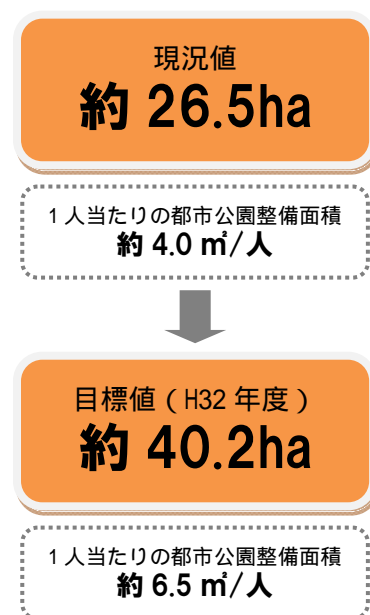 現況値
約 26.5ha
1人当たりの都市公園整備面積
約 4.0 ㎡/人
目標値（H32 年度）
約 40.2ha
1人当たりの都市公園整備面積
約 6.5 ㎡/人